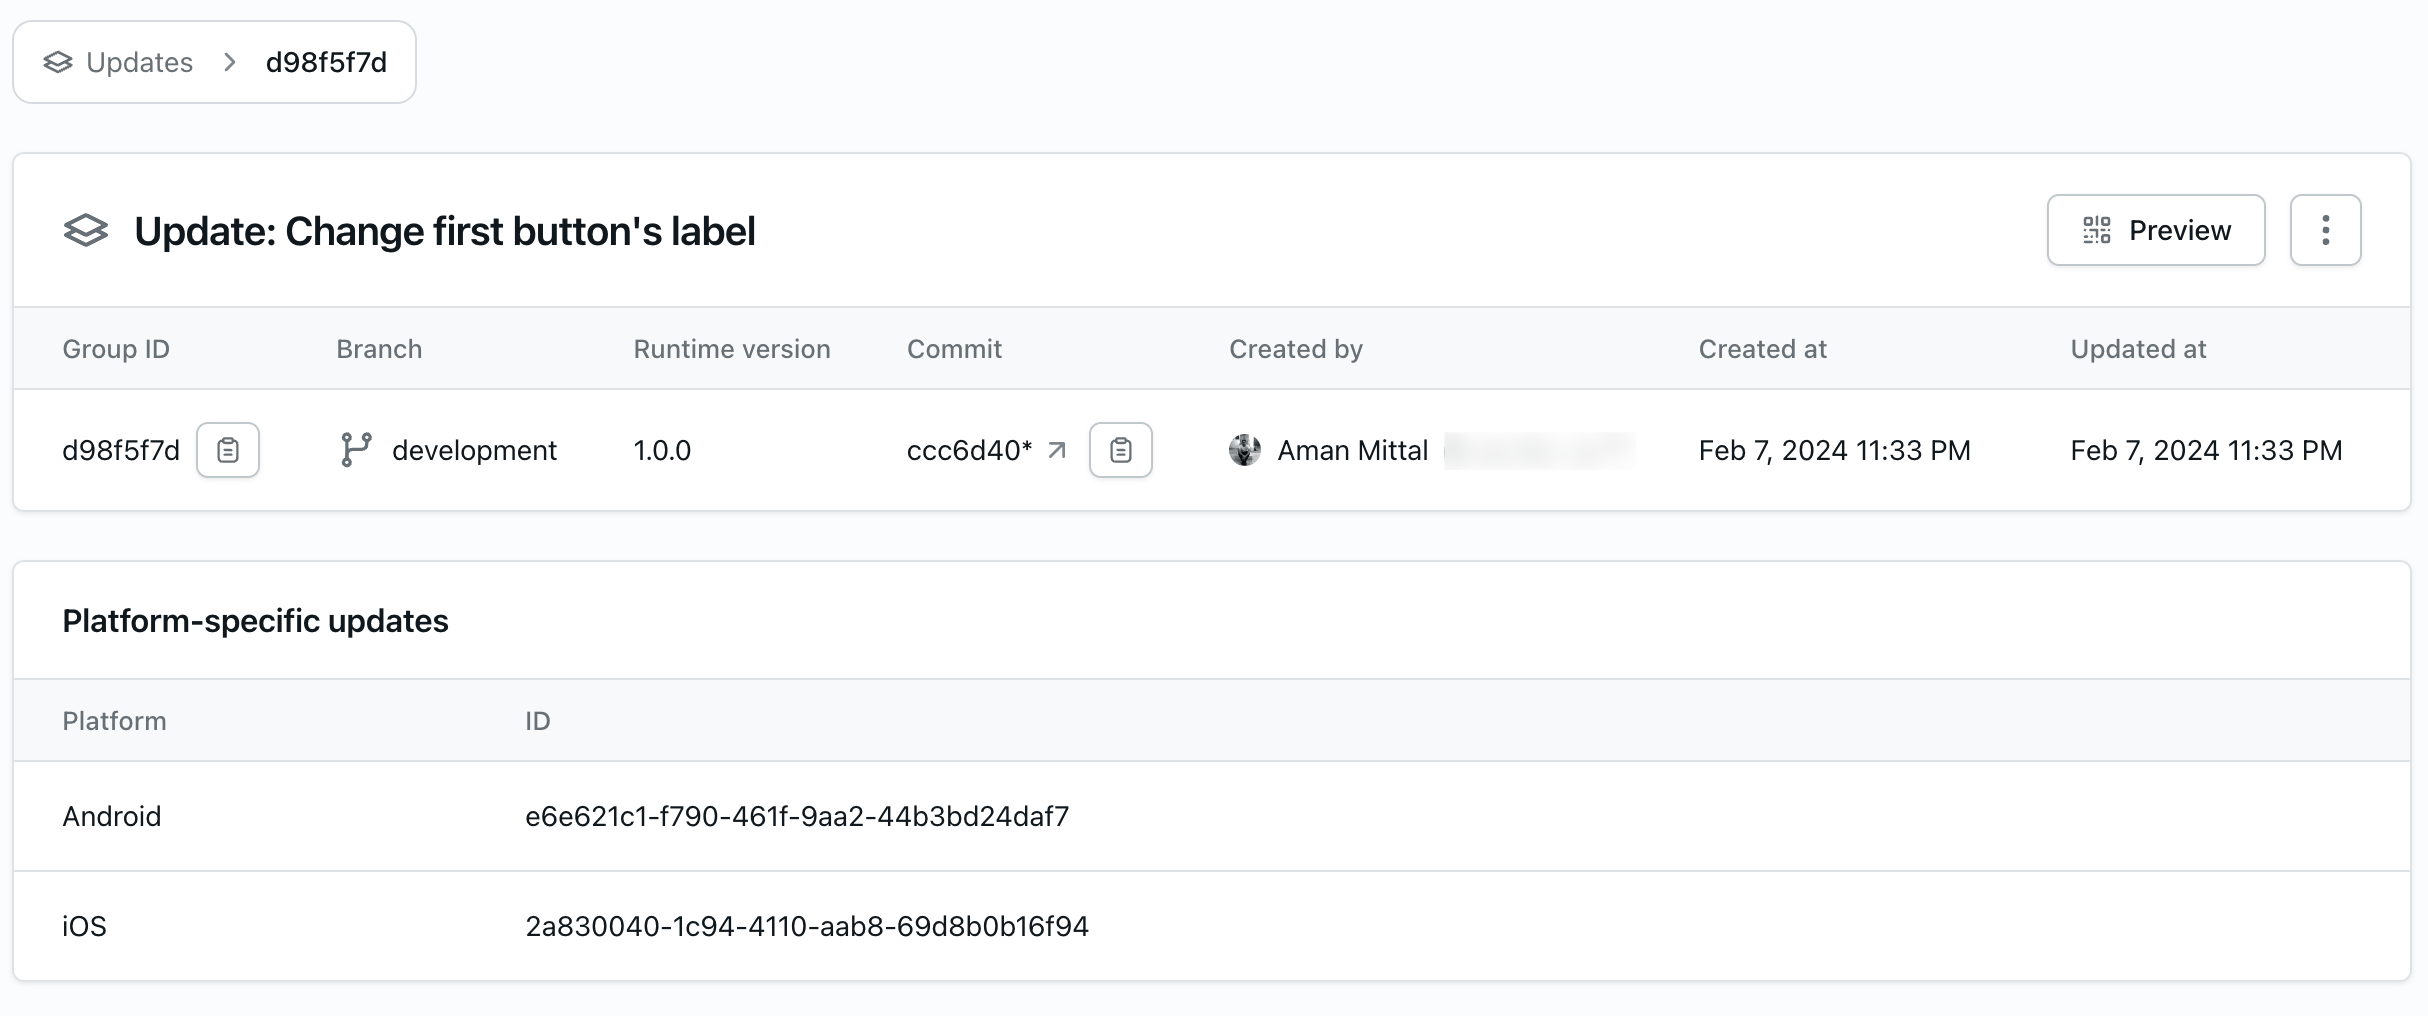 Updates > d98f5f7d
Update: Change first button's label
Preview
Group ID Branch Runtime version Commit Created by Created at Updated at
d98f5f7d development 1.0.0 ccc6d40* Aman Mittal Feb 7, 2024 11:33 PM Feb 7, 2024 11:33 PM
Platform-specific updates
Platform ID
Android e6e621c1-f790-461f-9aa2-44b3bd24daf7
iOS 2a830040-1c94-4110-aab8-69d8b0b16f94